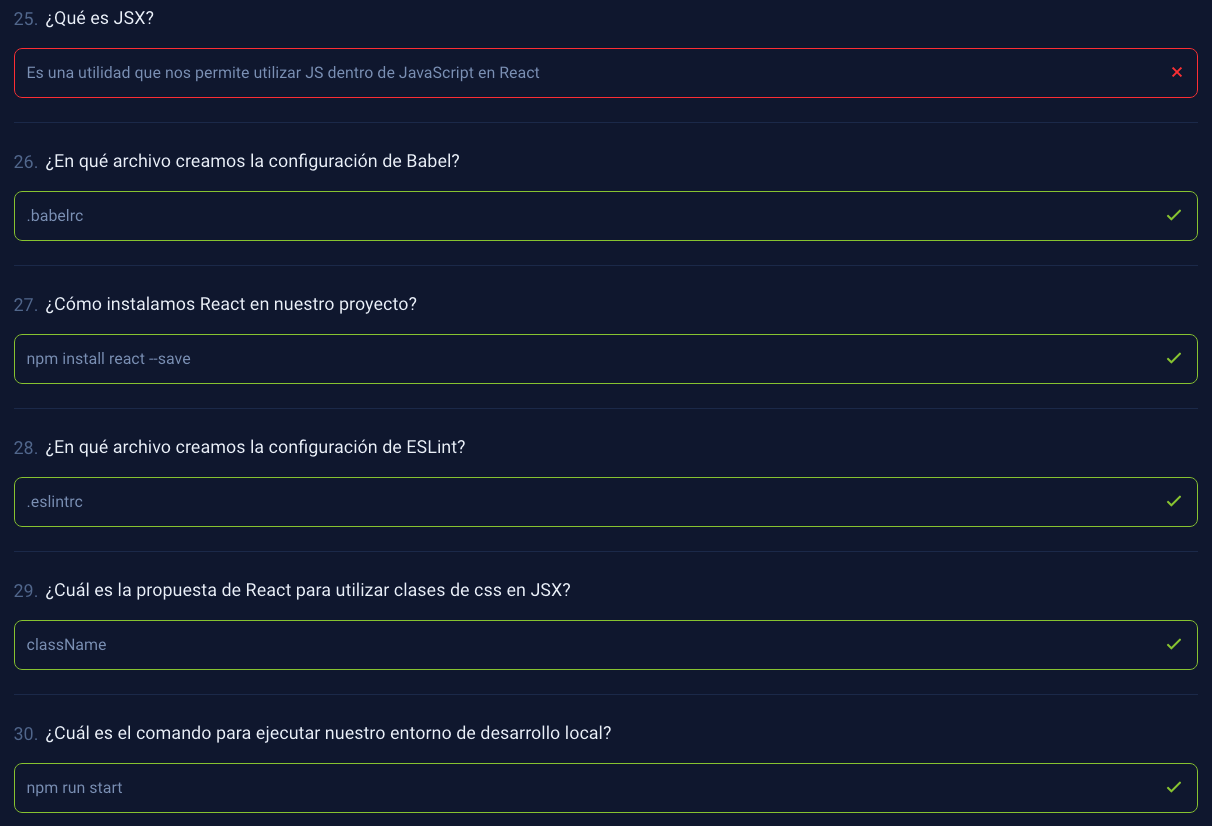 25. ¿Qué es JSX?
Es una utilidad que nos permite utilizar JS dentro de JavaScript en React
26. ¿En qué archivo creamos la configuración de Babel?
.babelrc
27. ¿Cómo instalamos React en nuestro proyecto?
npm install react --save
28. ¿En qué archivo creamos la configuración de ESLint?
.eslintrc
29. ¿Cuál es la propuesta de React para utilizar clases de css en JSX?
className
30. ¿Cuál es el comando para ejecutar nuestro entorno de desarrollo local?
npm run start